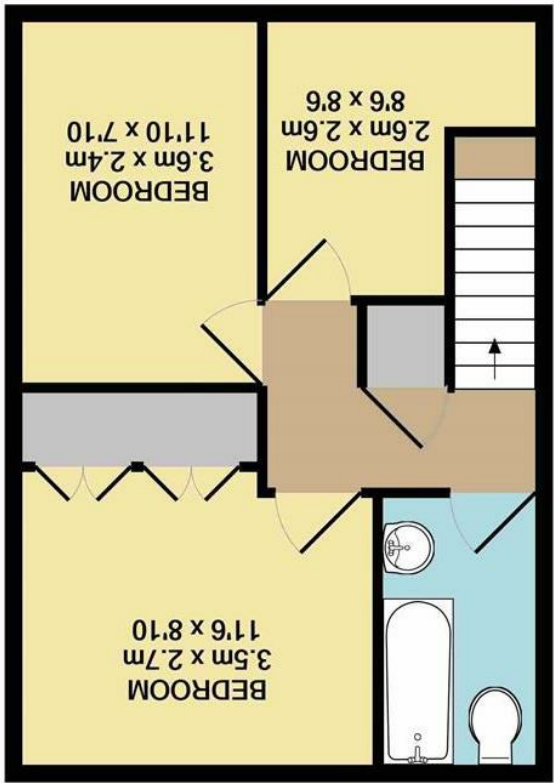 BEDROOM
3.5m x 2.7m
11'6 x 8'10
BEDROOM
2.6m x 2.6m
8'6 x 8'6
BEDROOM
3.6m x 2.4m
11'10 x 7'10